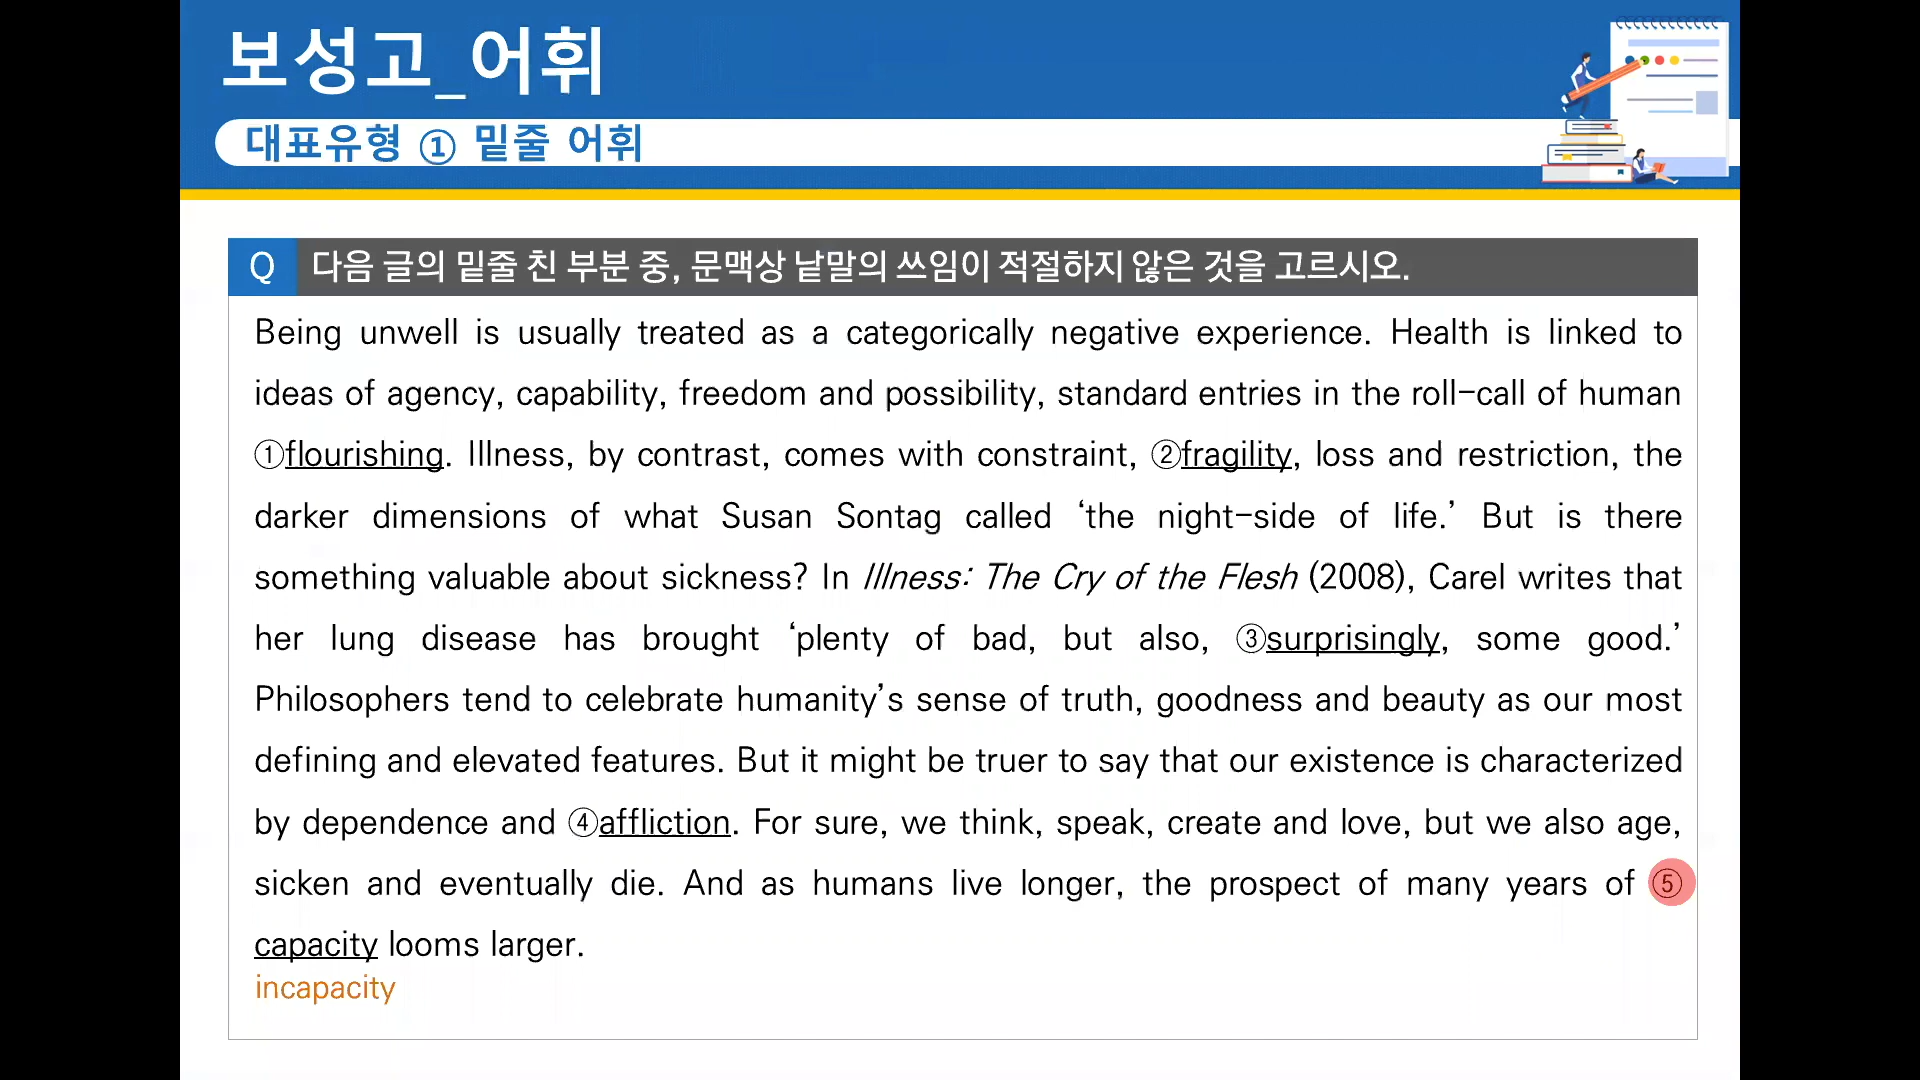 보성고_어휘
대표유형 ① 밑줄 어휘
Q 다음 글의 밑줄 친 부분 중, 문맥상 낱말의 쓰임이 적절하지 않은 것을 고르시오.
Being unwell is usually treated as a categorically negative experience. Health is linked to
ideas of agency, capability, freedom and possibility, standard entries in the roll-call of human
①flourishing. Illness, by contrast, comes with constraint, ②fragility, loss and restriction, the
darker dimensions of what Susan Sontag called ‘the night-side of life.’ But is there
something valuable about sickness? In Illness: The Cry of the Flesh (2008), Carel writes that
her lung disease has brought ‘plenty of bad, but also, ③surprisingly, some good.’
Philosophers tend to celebrate humanity’s sense of truth, goodness and beauty as our most
defining and elevated features. But it might be truer to say that our existence is characterized
by dependence and ④affliction. For sure, we think, speak, create and love, but we also age,
sicken and eventually die. And as humans live longer, the prospect of many years of ⑤
capacity looms larger.
incapacity